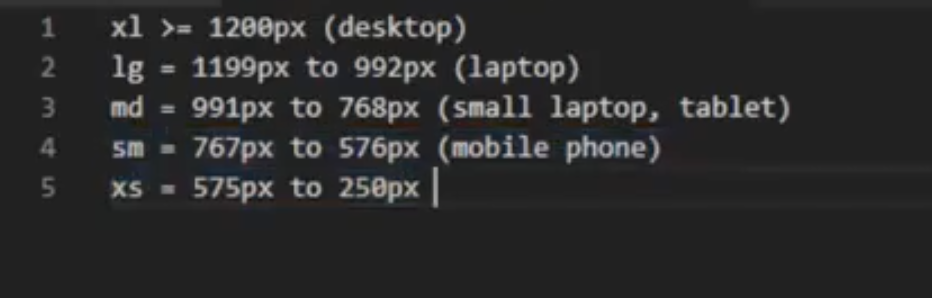 1 xl >= 1200px (desktop)
2 lg = 1199px to 992px (laptop)
3 md = 991px to 768px (small laptop, tablet)
4 sm = 767px to 576px (mobile phone)
5 xs = 575px to 250px